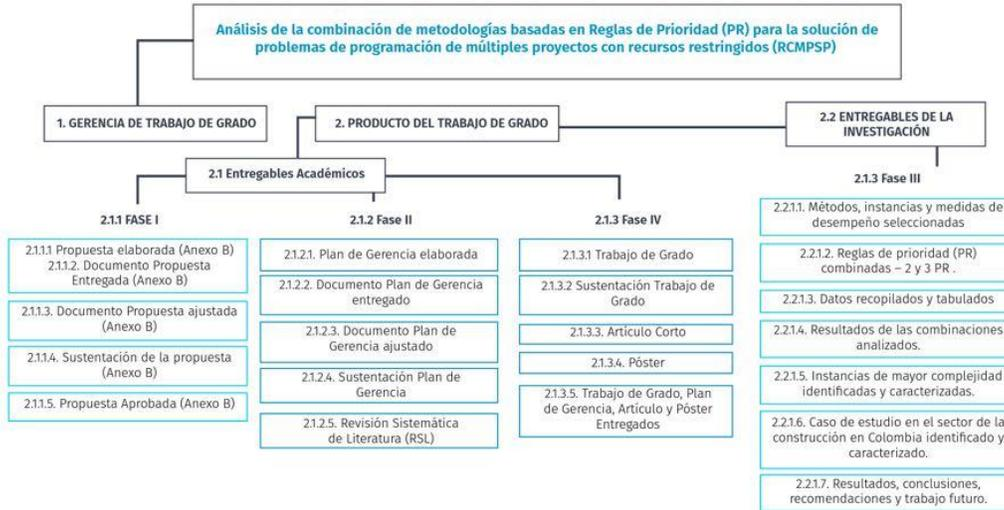 Análisis de la combinación de metodologías basadas en Reglas de Prioridad (PR) para la solución de
problemas de programación de múltiples proyectos con recursos restringidos (RCMPSP)
1. GERENCIA DE TRABAJO DE GRADO
2. PRODUCTO DEL TRABAJO DE GRADO
2.2 ENTREGABLES DE LA
INVESTIGACIÓN
2.1 Entregables Académicos
2.1.1 FASE I
2.1.1.1 Propuesta elaborada (Anexo B)
2.1.1.2. Documento Propuesta
Entregada (Anexo B)
2.1.1.3. Documento Propuesta ajustada
(Anexo B)
2.1.1.4. Sustentación de la propuesta
(Anexo B)
2.1.1.5. Propuesta Aprobada (Anexo B)
2.1.2 Fase II
2.1.2.1. Plan de Gerencia elaborada
2.1.2.2. Documento Plan de Gerencia
entregado
2.1.2.3. Documento Plan de
Gerencia ajustado
2.1.2.4. Sustentación Plan de
Gerencia
2.1.2.5. Revisión Sistemática
de Literatura (RSL)
2.1.3 Fase IV
2.1.3.1 Trabajo de Grado
2.1.3.2 Sustentación Trabajo de
Grado
2.1.3.3. Artículo Corto
2.1.3.4. Póster
2.1.3.5. Trabajo de Grado, Plan
de Gerencia, Artículo y Póster
Entregados
2.1.3 Fase III
2.2.1.1. Métodos, instancias y medidas de
desempeño seleccionadas
2.2.1.2. Reglas de prioridad (PR)
combinadas – 2 y 3 PR .
2.2.1.3. Datos recopilados y tabulados
2.2.1.4. Resultados de las combinaciones
analizados.
2.2.1.5. Instancias de mayor complejidad
identificadas y caracterizadas.
2.2.1.6. Caso de estudio en el sector de la
construcción en Colombia identificado y
caracterizado.
2.2.1.7. Resultados, conclusiones,
recomendaciones y trabajo futuro.